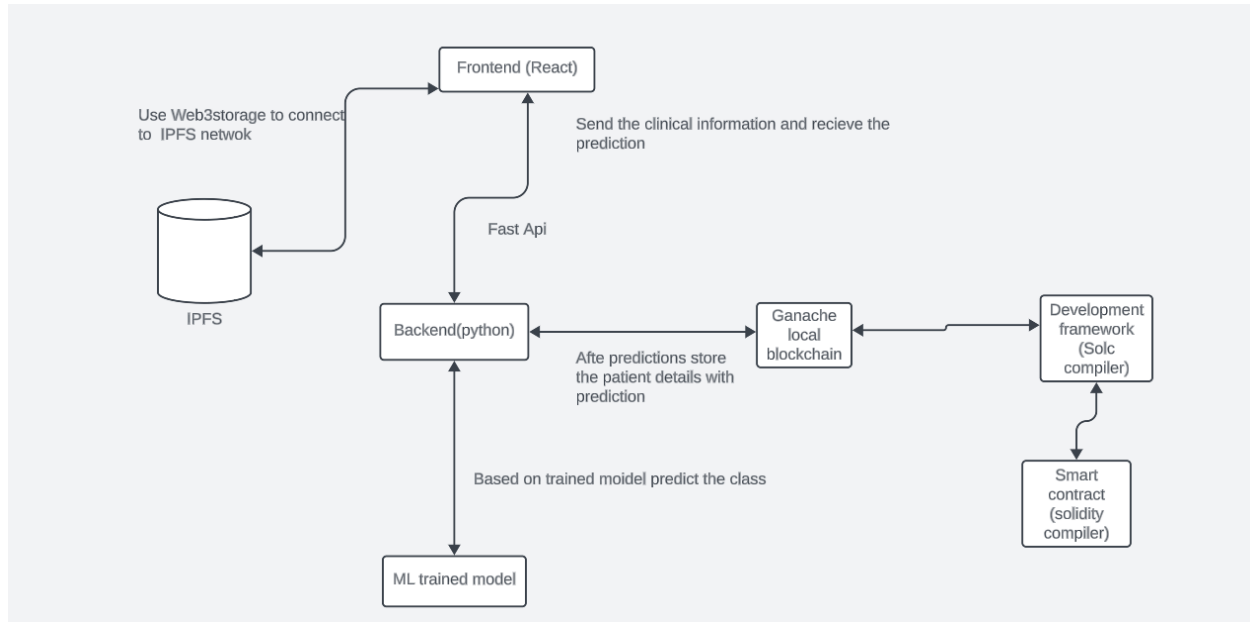 Frontend (React)
Use Web3storage to connect
to IPFS netwok
Send the clinical information and recieve the
prediction
Fast Api
IPFS
Backend(python)
Ganache
local
blockchain
Development
framework
(Solc
compiler)
Afte predictions store
the patient details with
prediction
Based on trained moidel predict the class
Smart
contract
(solidity
compiler)
ML trained model